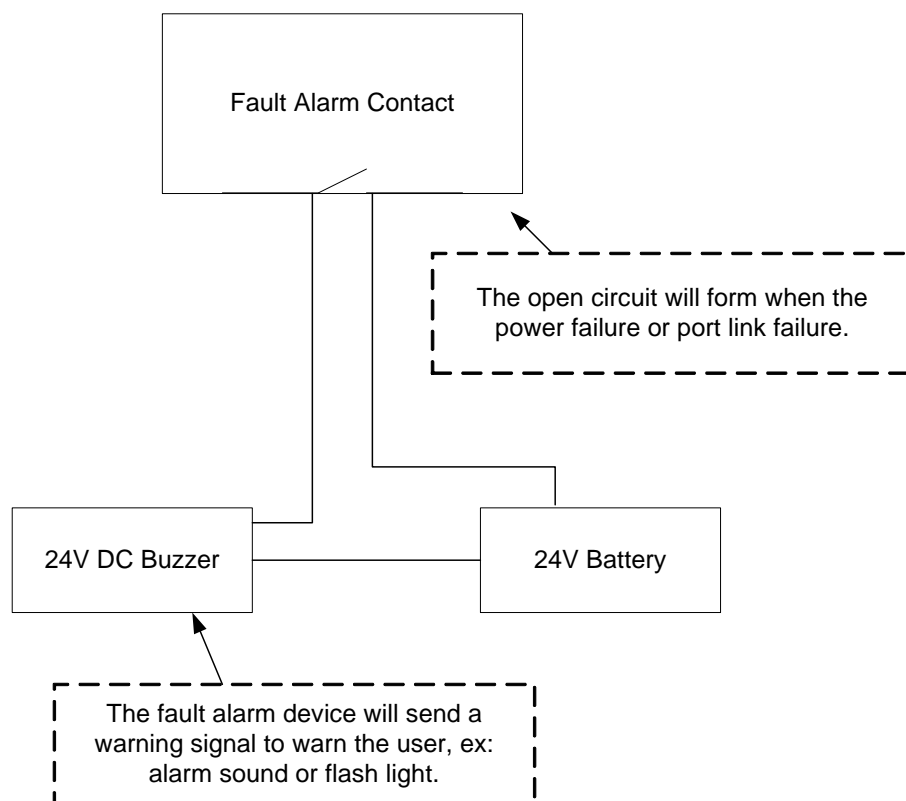 Fault Alarm Contact
The open circuit will form when the
power failure or port link failure.
24V DC Buzzer
24V Battery
The fault alarm device will send a
warning signal to warn the user, ex:
alarm sound or flash light.